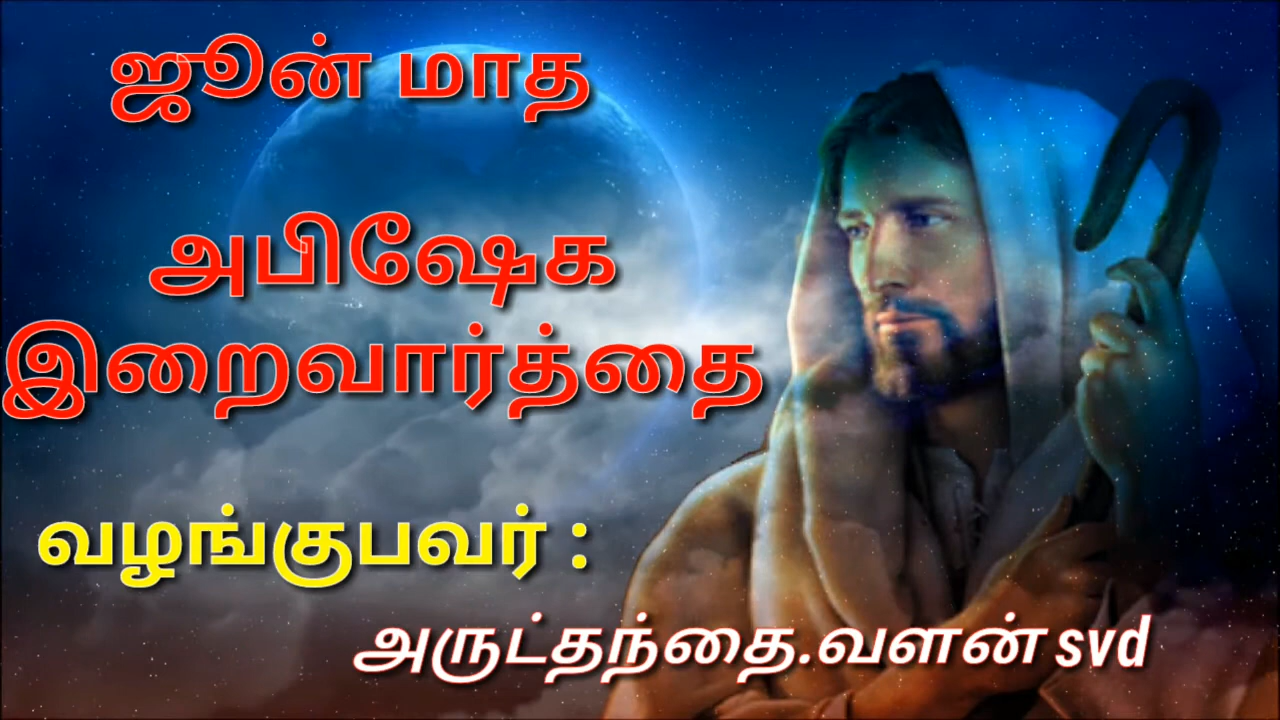 ஜூன் மாத
அபிஷேக
இறைவார்த்தை
வழங்குபவர் :
அருட்தந்தை.வளன் svd